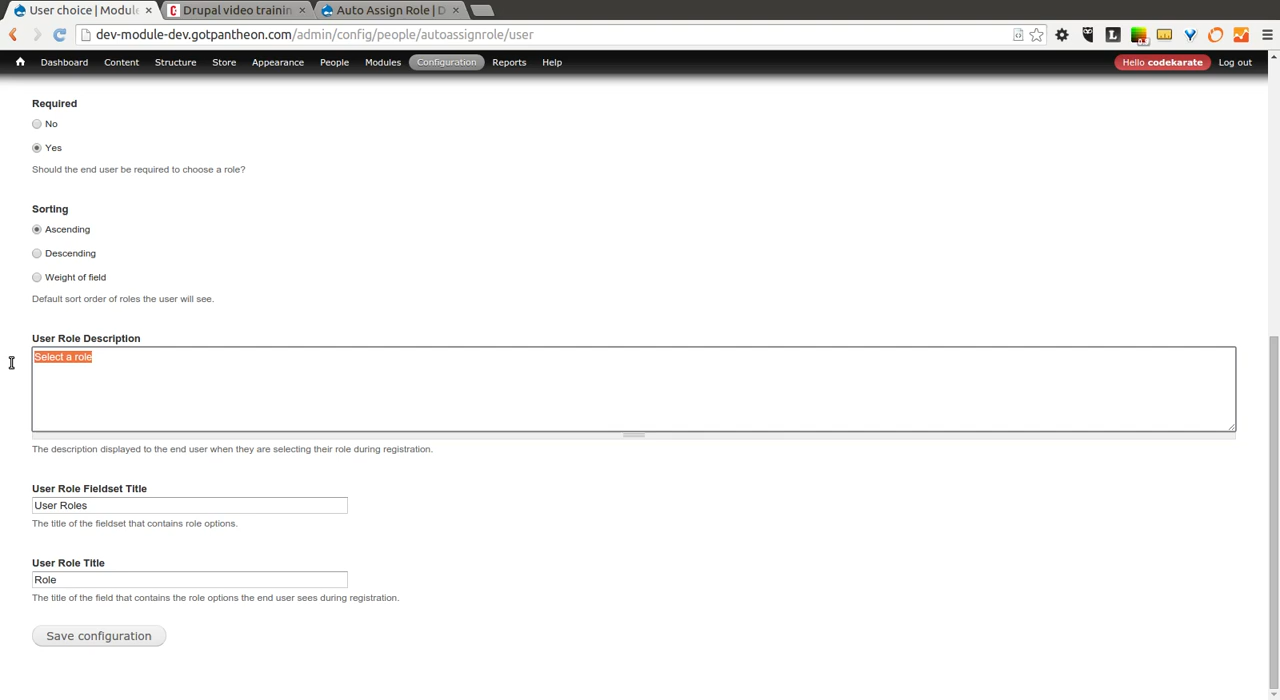 User choice | Module
Drupal video trainin
Auto Assign Role | D
dev-module-dev.gotpantheon.com/admin/config/people/autoassignrole/user
Dashboard Content Structure Store Appearance People Modules Configuration Reports Help Hello codekarate Log out
Required
No
Yes
Should the end user be required to choose a role?
Sorting
Ascending
Descending
Weight of field
Default sort order of roles the user will see.
User Role Description
Select a role
The description displayed to the end user when they are selecting their role during registration.
User Role Fieldset Title
User Roles
The title of the fieldset that contains role options.
User Role Title
Role
The title of the field that contains the role options the end user sees during registration.
Save configuration